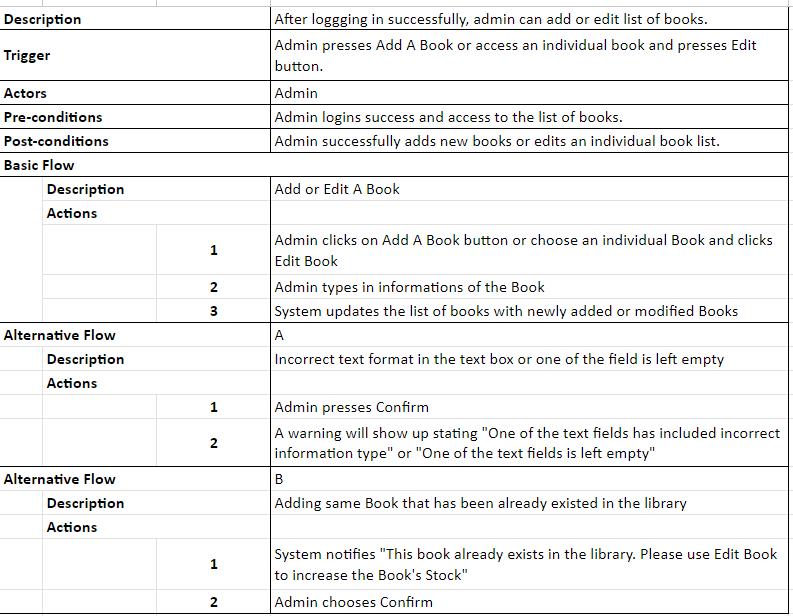 Description After loggging in successfully, admin can add or edit list of books.
Trigger Admin presses Add A Book or access an individual book and presses Edit
button.
Actors Admin
Pre-conditions Admin logins success and access to the list of books.
Post-conditions Admin successfully adds new books or edits an individual book list.
Basic Flow
Description Add or Edit A Book
Actions
1 Admin clicks on Add A Book button or choose an individual Book and clicks
Edit Book
2 Admin types in informations of the Book
3 System updates the list of books with newly added or modified Books
Alternative Flow A
Description Incorrect text format in the text box or one of the field is left empty
Actions
1 Admin presses Confirm
2 A warning will show up stating "One of the text fields has included incorrect
information type" or "One of the text fields is left empty"
Alternative Flow B
Description Adding same Book that has been already existed in the library
Actions
1 System notifies "This book already exists in the library. Please use Edit Book
to increase the Book's Stock"
2 Admin chooses Confirm